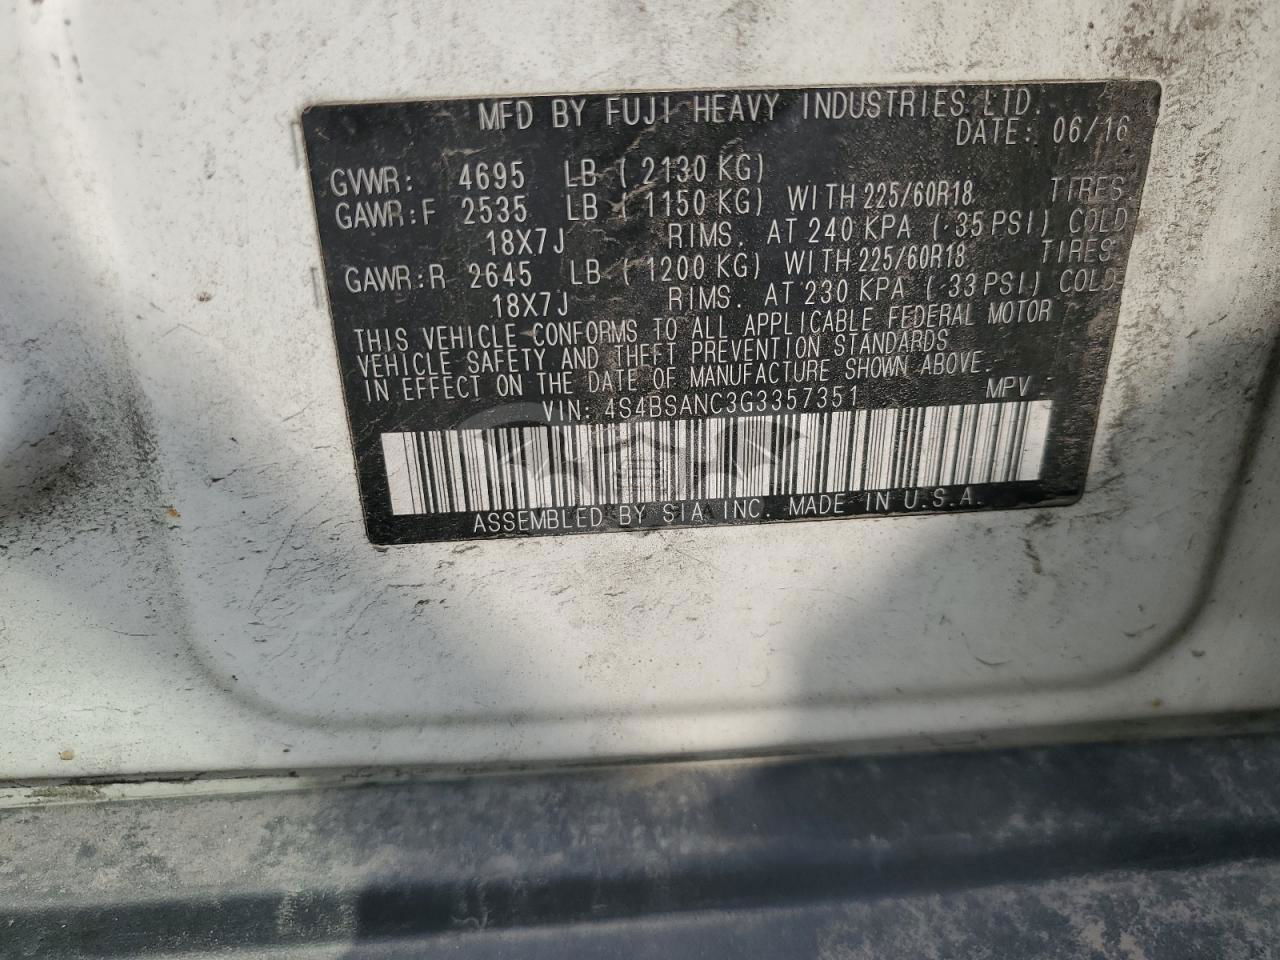 MFD BY FUJI HEAVY INDUSTRIES LTD.
DATE: 06/16
GVWR: 4695 LB (2130 KG)
GAWR:F 2535 LB (1150 KG) WITH 225/60R18 TIRES
18X7J RIMS. AT 240 KPA (35 PSI) COLD
GAWR:R 2645 LB (1200 KG) WITH 225/60R18 TIRES
18X7J RIMS. AT 230 KPA (33 PSI) COLD
THIS VEHICLE CONFORMS TO ALL APPLICABLE FEDERAL MOTOR
VEHICLE SAFETY AND THEFT PREVENTION STANDARDS
IN EFFECT ON THE DATE OF MANUFACTURE SHOWN ABOVE.
VIN: 4S4BSANC3G3357351 MPV
ASSEMBLED BY SIA INC. MADE IN U.S.A.